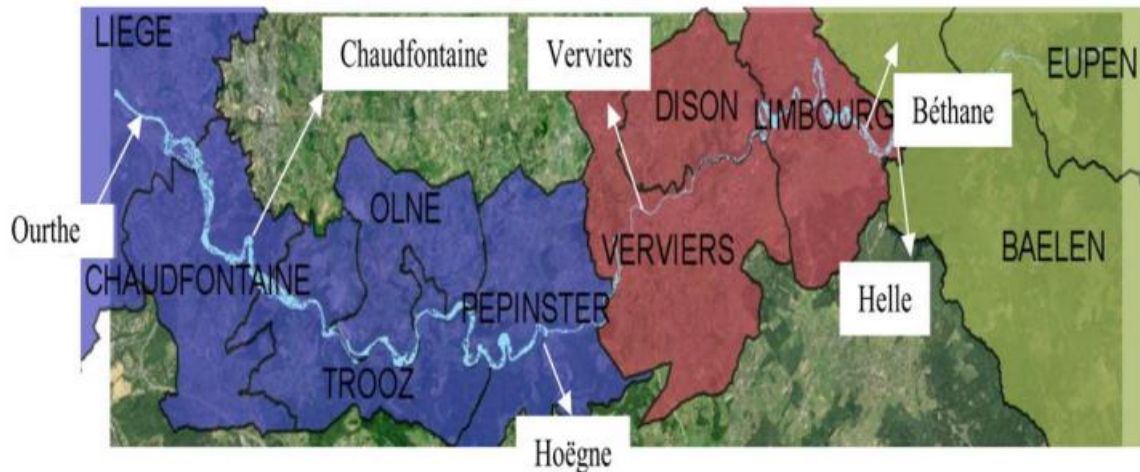 LIEGE
Chaudfontaine
Verviers
DISON
LIMBOURG
EUPEN
Béthane
OLNE
Ourthe
CHAUDFONTAINE
VERVIERS
BAELEN
PEPINSTER
Helle
TROOZ
Hoëgne